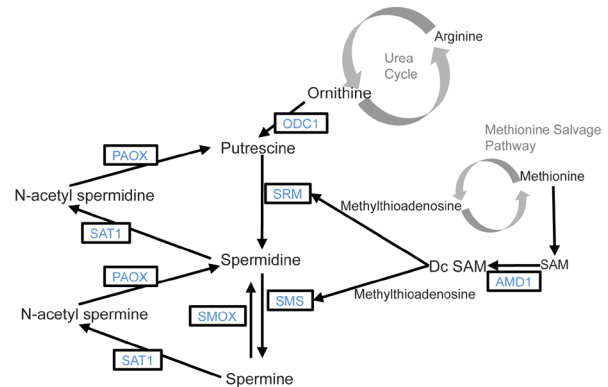 Arginine
Urea
Cycle
Ornithine
ODC1
Methionine Salvage
Pathway
PAOX
Putrescine
Methionine
N-acetyl spermidine
SRM
Methylthioadenosine
SAT1
Spermidine
Dc SAM
SAM
PAOX
AMD1
Methylthioadenosine
SMS
N-acetyl spermine
SMOX
SAT1
Spermine